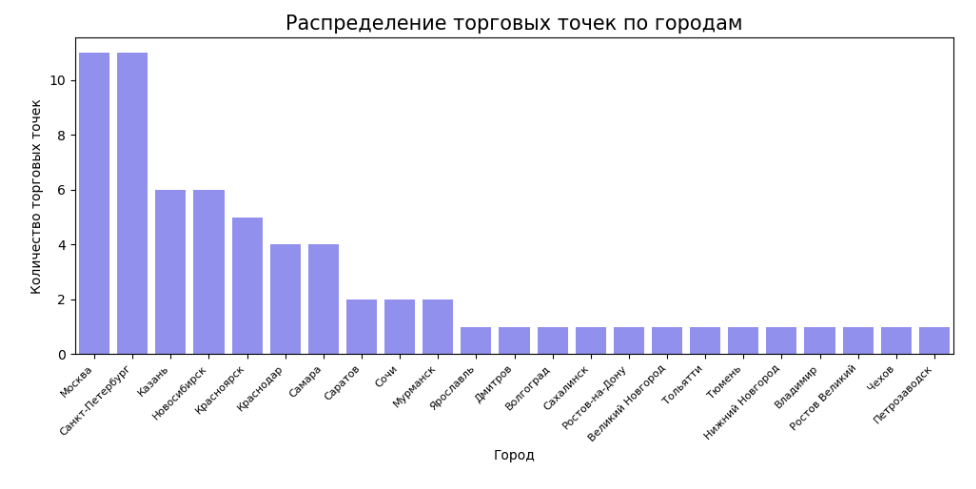 Распределение торговых точек по городам
Количество торговых точек
10
8
6
4
2
0
Москва
Санкт-Петербург
Казань
Новосибирск
Красноярск
Краснодар
Самара
Саратов
Сочи
Мурманск
Ярославль
Дмитров
Волгоград
Сахалинск
Ростов-на-Дону
Великий Новгород
Тольятти
Тюмень
Нижний Новгород
Владимир
Ростов Великий
Чехов
Петрозаводск
Город